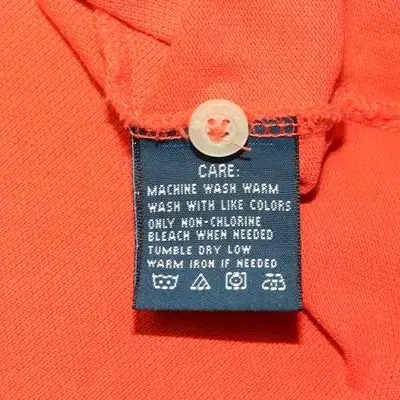 CARE:
MACHINE WASH WARM
WASH WITH LIKE COLORS
ONLY NON-CHLORINE
BLEACH WHEN NEEDED
TUMBLE DRY LOW
WARM IRON IF NEEDED